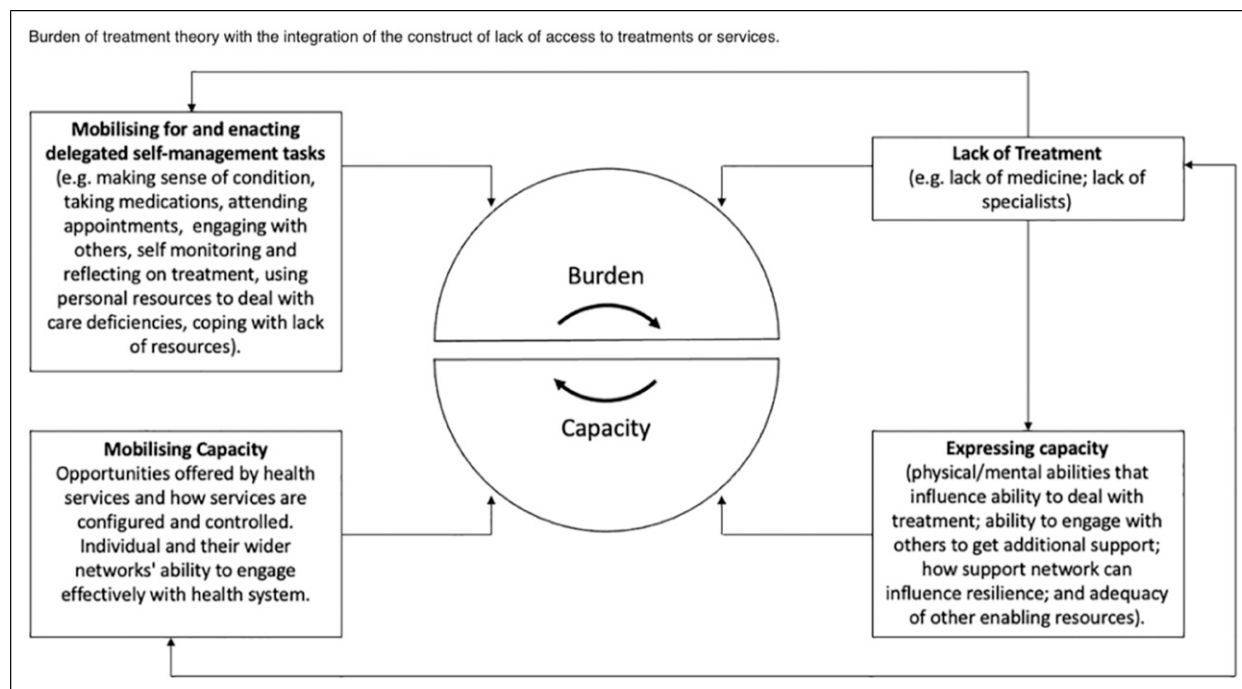 Burden of treatment theory with the integration of the construct of lack of access to treatments or services.
Mobilising for and enacting
delegated self-management tasks
(e.g. making sense of condition,
taking medications, attending
appointments, engaging with
others, self monitoring and
reflecting on treatment, using
personal resources to deal with
care deficiencies, coping with lack
of resources).
Lack of Treatment
(e.g. lack of medicine; lack of
specialists)
Burden
Capacity
Mobilising Capacity
Opportunities offered by health
services and how services are
configured and controlled.
Individual and their wider
networks' ability to engage
effectively with health system.
Expressing capacity
(physical/mental abilities that
influence ability to deal with
treatment; ability to engage with
others to get additional support;
how support network can
influence resilience; and adequacy
of other enabling resources).